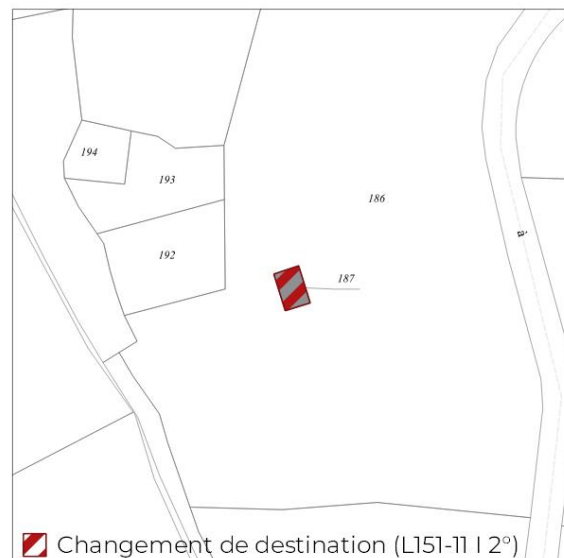 194
193
186
à
192
187
Changement de destination (L151-11 I 2°)